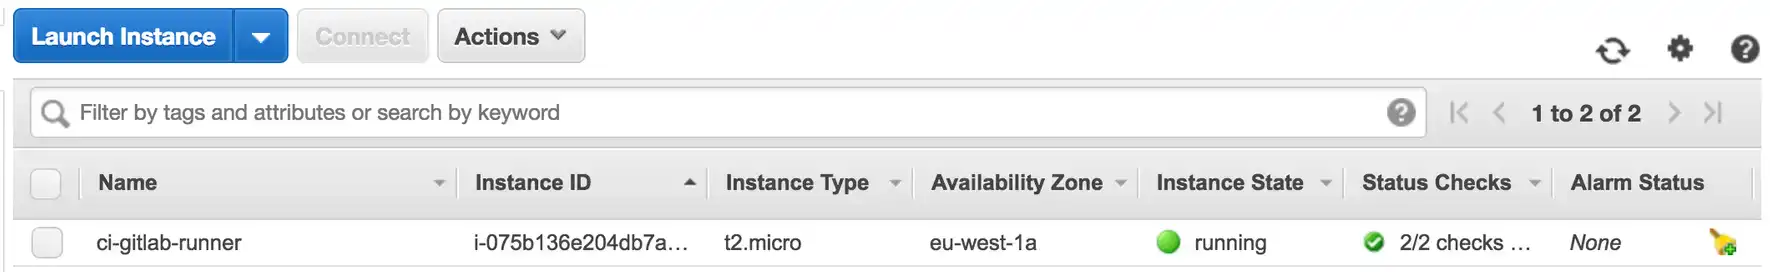 Launch Instance Connect Actions
Filter by tags and attributes or search by keyword 1 to 2 of 2
Name Instance ID Instance Type Availability Zone Instance State Status Checks Alarm Status
ci-gitlab-runner i-075b136e204db7a... t2.micro eu-west-1a running 2/2 checks ... None